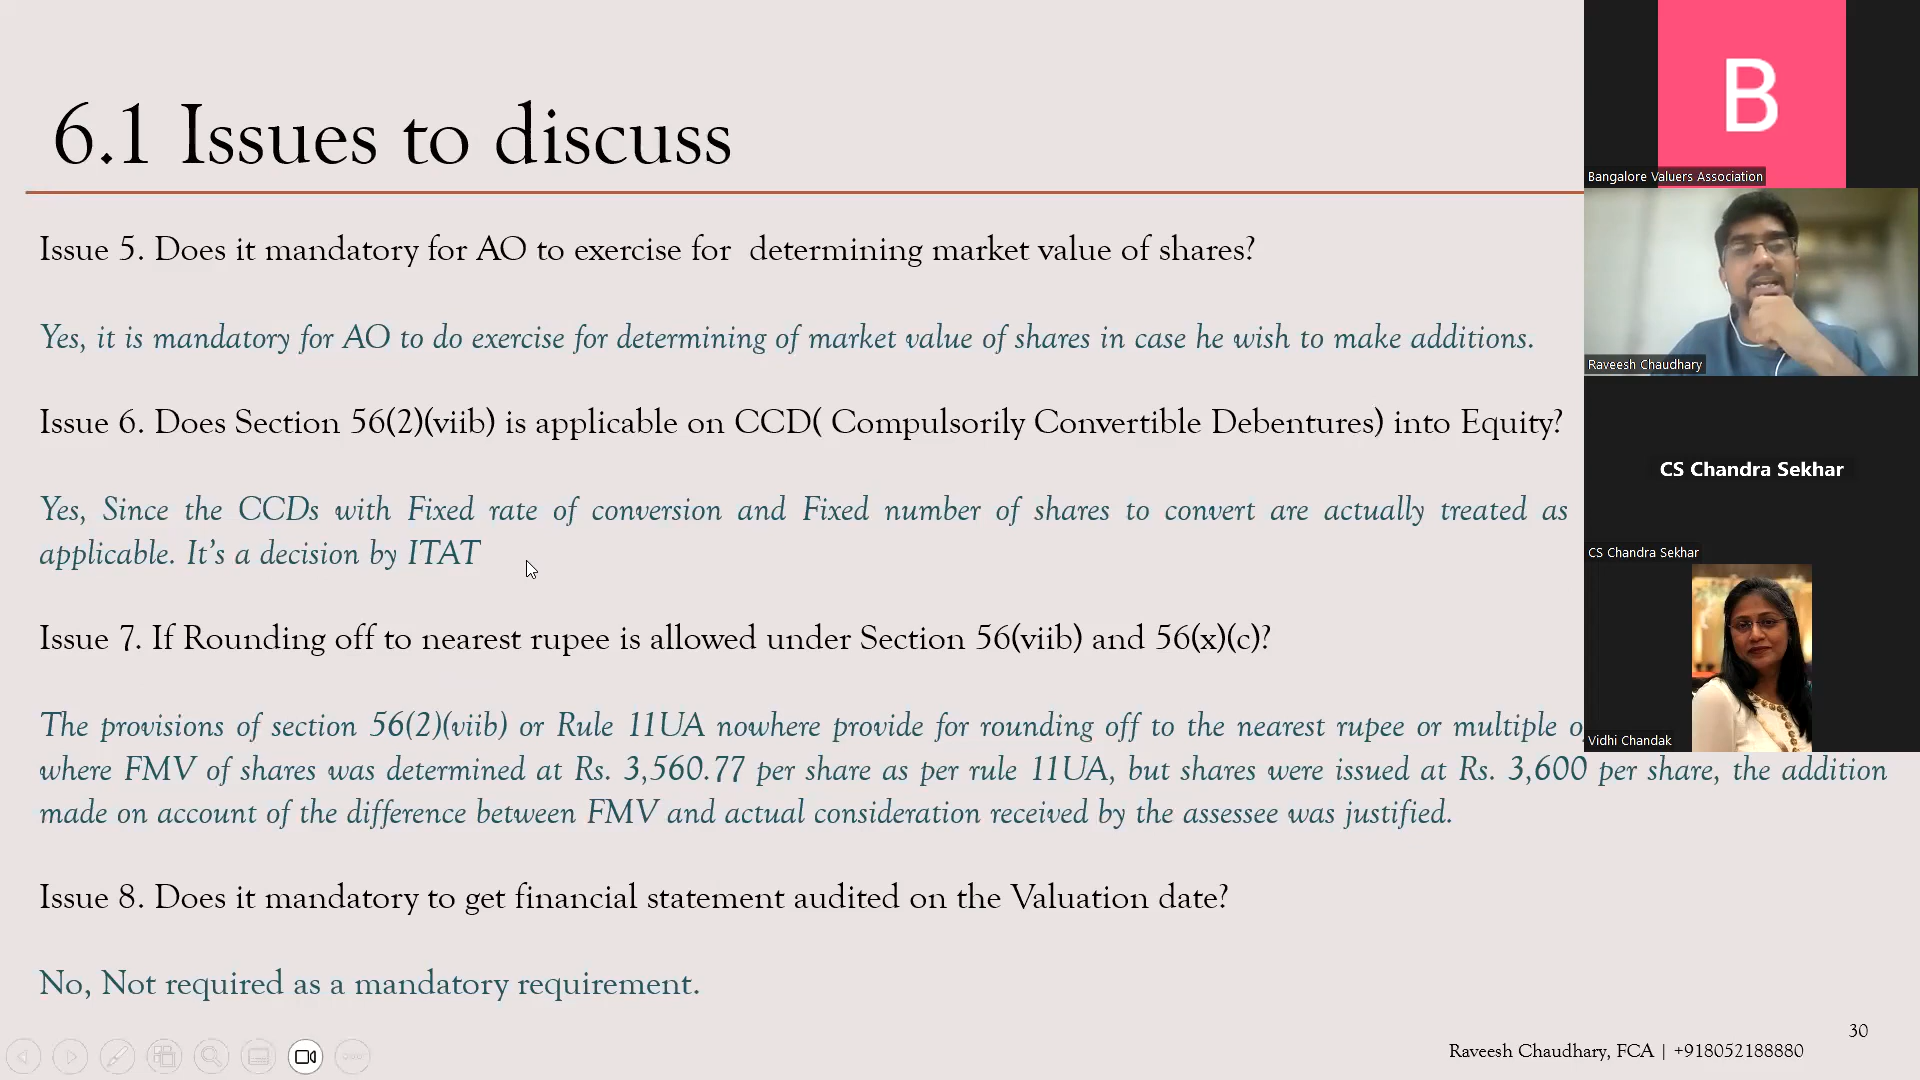 6.1 Issues to discuss
Issue 5. Does it mandatory for AO to exercise for determining market value of shares?
Yes, it is mandatory for AO to do exercise for determining of market value of shares in case he wish to make additions.
Issue 6. Does Section 56(2)(viib) is applicable on CCD( Compulsorily Convertible Debentures) into Equity?
Yes, Since the CCDs with Fixed rate of conversion and Fixed number of shares to convert are actually treated as
applicable. It's a decision by ITAT
Issue 7. If Rounding off to nearest rupee is allowed under Section 56(viib) and 56(x)(c)?
The provisions of section 56(2)(viib) or Rule 11UA nowhere provide for rounding off to the nearest rupee or multiple
where FMV of shares was determined at Rs. 3,560.77 per share as per rule 11UA, but shares were issued at Rs. 3,600 per share, the addition
made on account of the difference between FMV and actual consideration received by the assessee was justified.
Issue 8. Does it mandatory to get financial statement audited on the Valuation date?
No, Not required as a mandatory requirement.
30
Raveesh Chaudhary, FCA | +918052188880
B
Bangalore Valuers Association
Raveesh Chaudhary
CS Chandra Sekhar
CS Chandra Sekhar
Vidhi Chandak